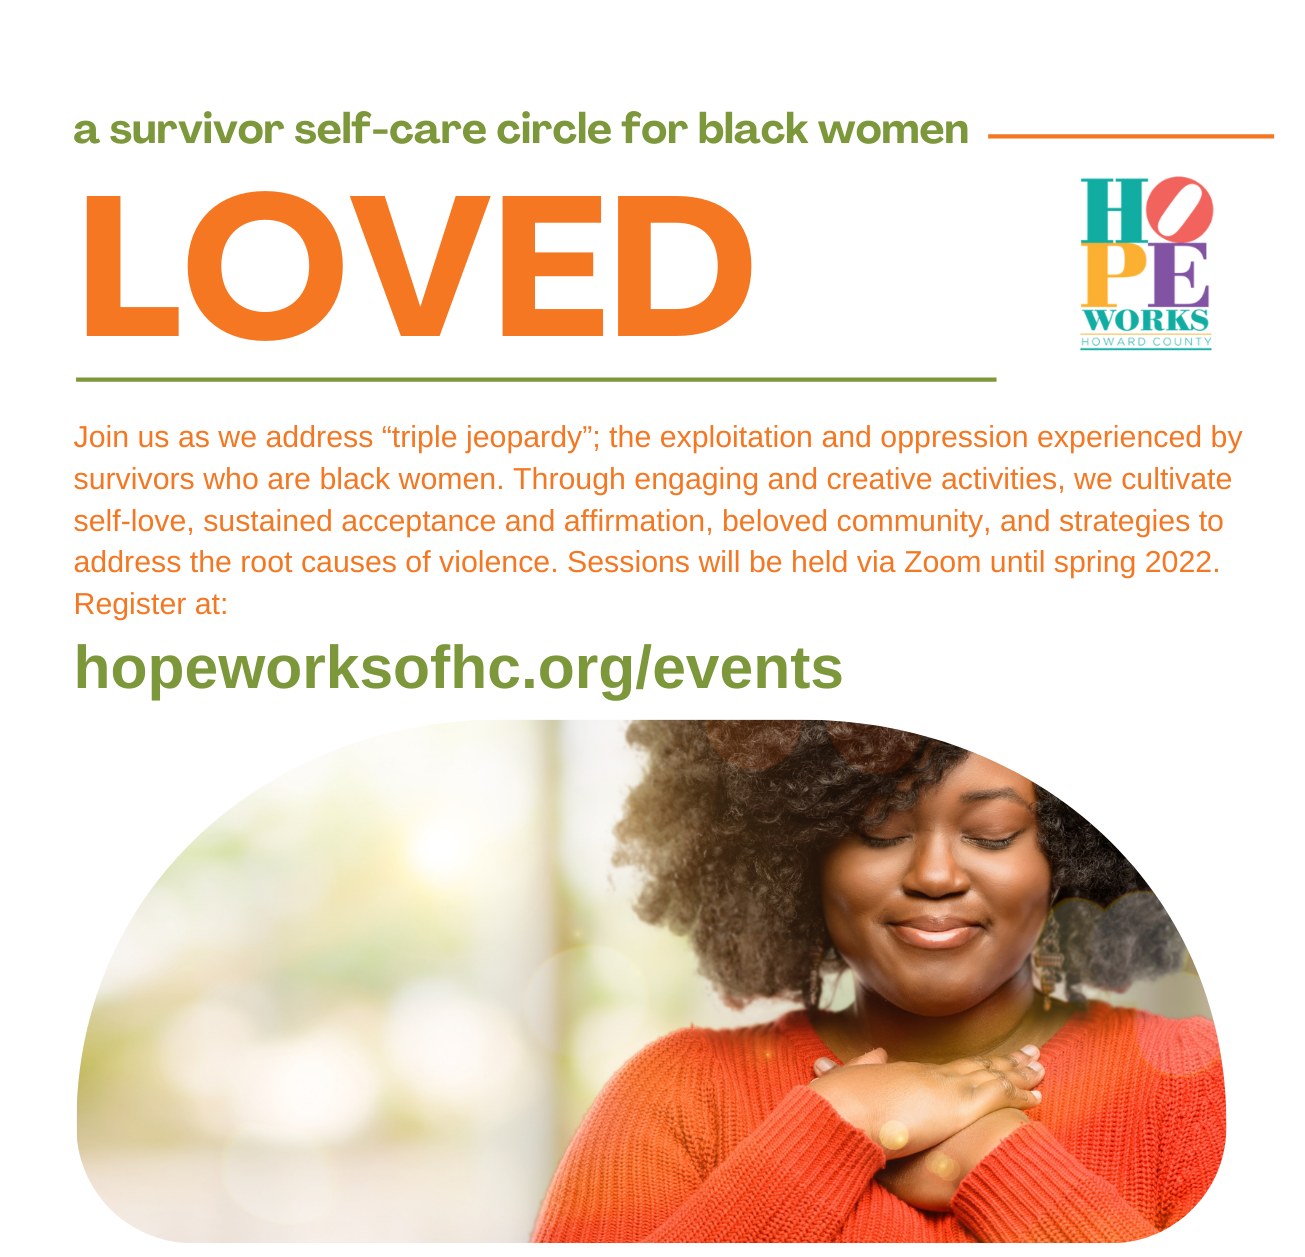 a survivor self-care circle for black women
LOVED
HOPE
WORKS
HOWARD COUNTY
Join us as we address “triple jeopardy”; the exploitation and oppression experienced by
survivors who are black women. Through engaging and creative activities, we cultivate
self-love, sustained acceptance and affirmation, beloved community, and strategies to
address the root causes of violence. Sessions will be held via Zoom until spring 2022.
Register at:
hopeworksofhc.org/events